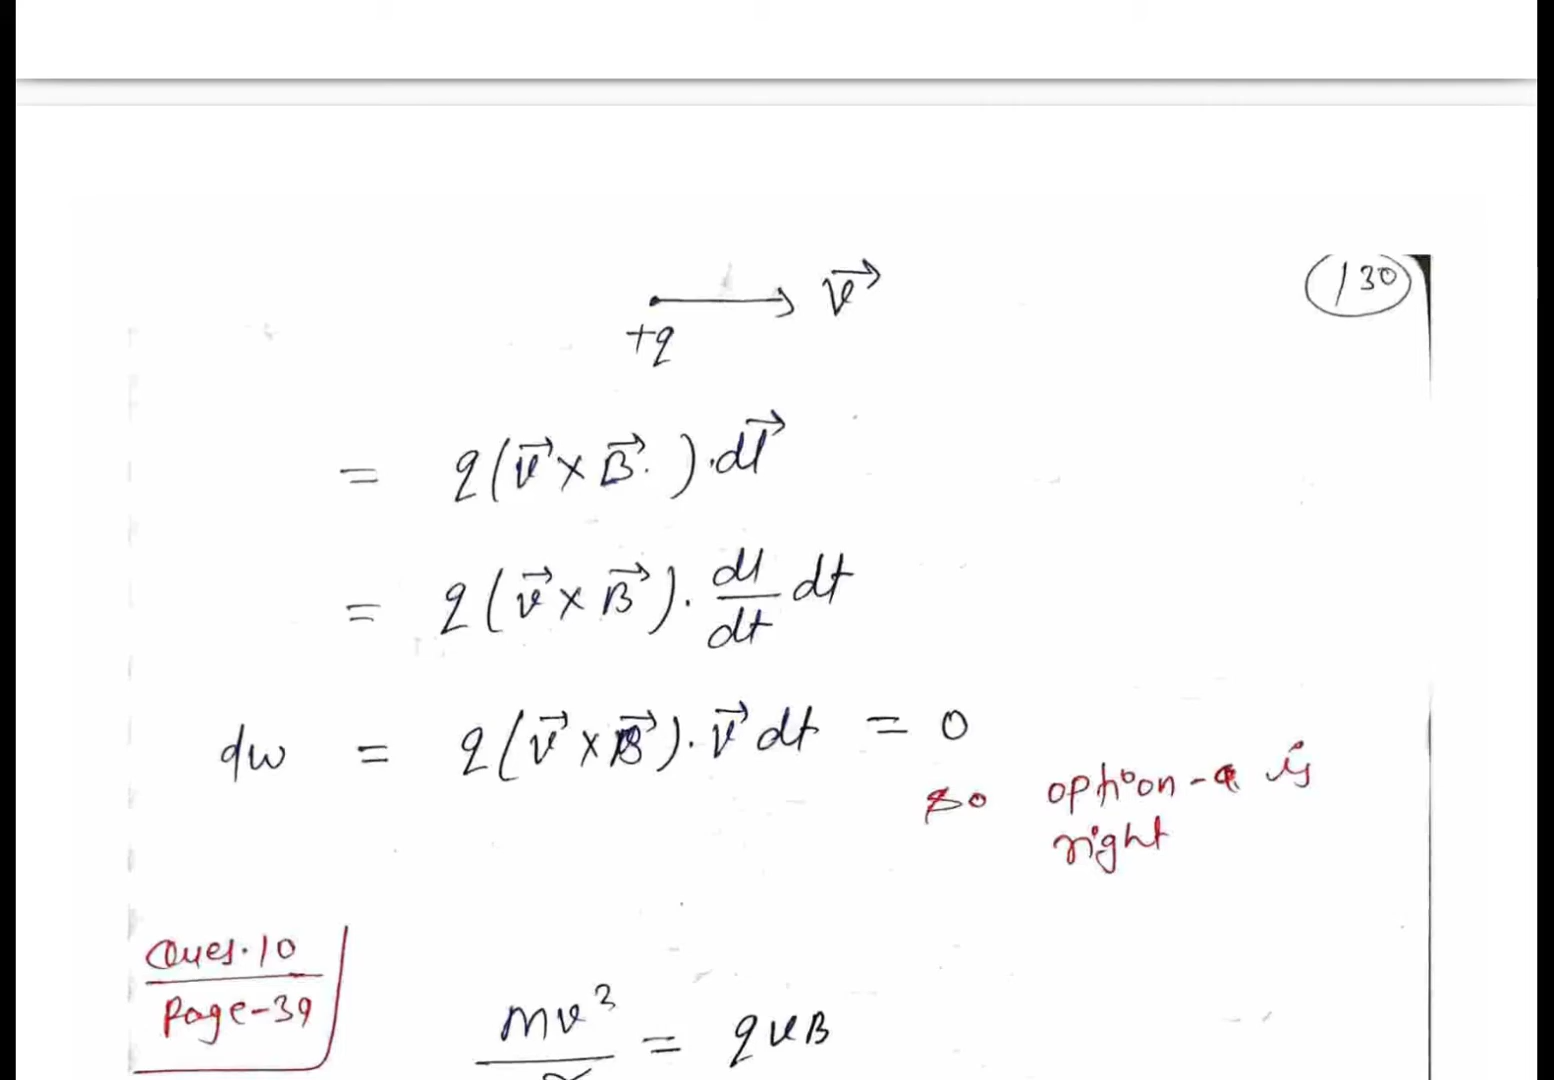 130
v⃗
+q
= q(v⃗ × B⃗).dl⃗
= q(v⃗ × B⃗). dl/dt dt
dw = q(v⃗ × B⃗). v⃗ dt = 0
so option-a is
right
Ques.10
Page-39
mv² = qvB